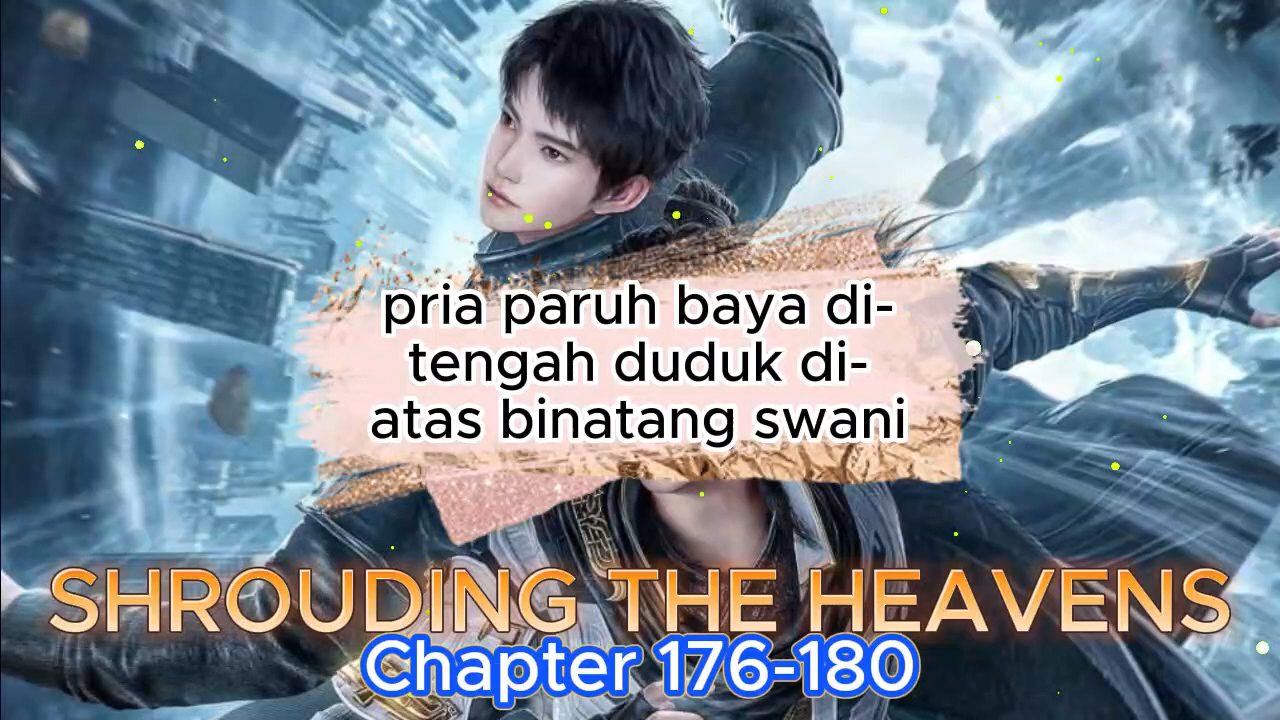 pria paruh baya di-
tengah duduk di-
atas binatang swani
SHROUDING THE HEAVENS
Chapter 176-180